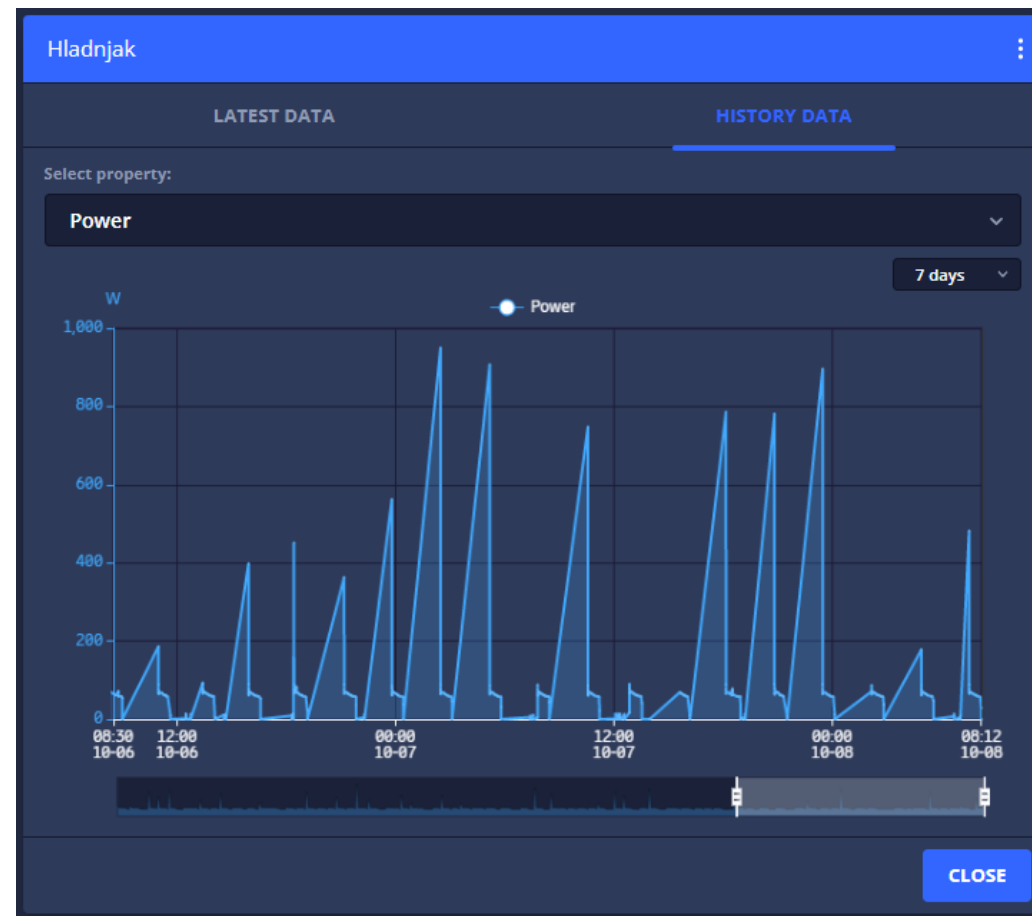 Hladnjak
LATEST DATA HISTORY DATA
Select property:
Power
7 days
W
Power
1,000
800
600
400
200
0
08:30 12:00 00:00 12:00 00:00 08:12
10-06 10-06 10-07 10-07 10-08 10-08
CLOSE